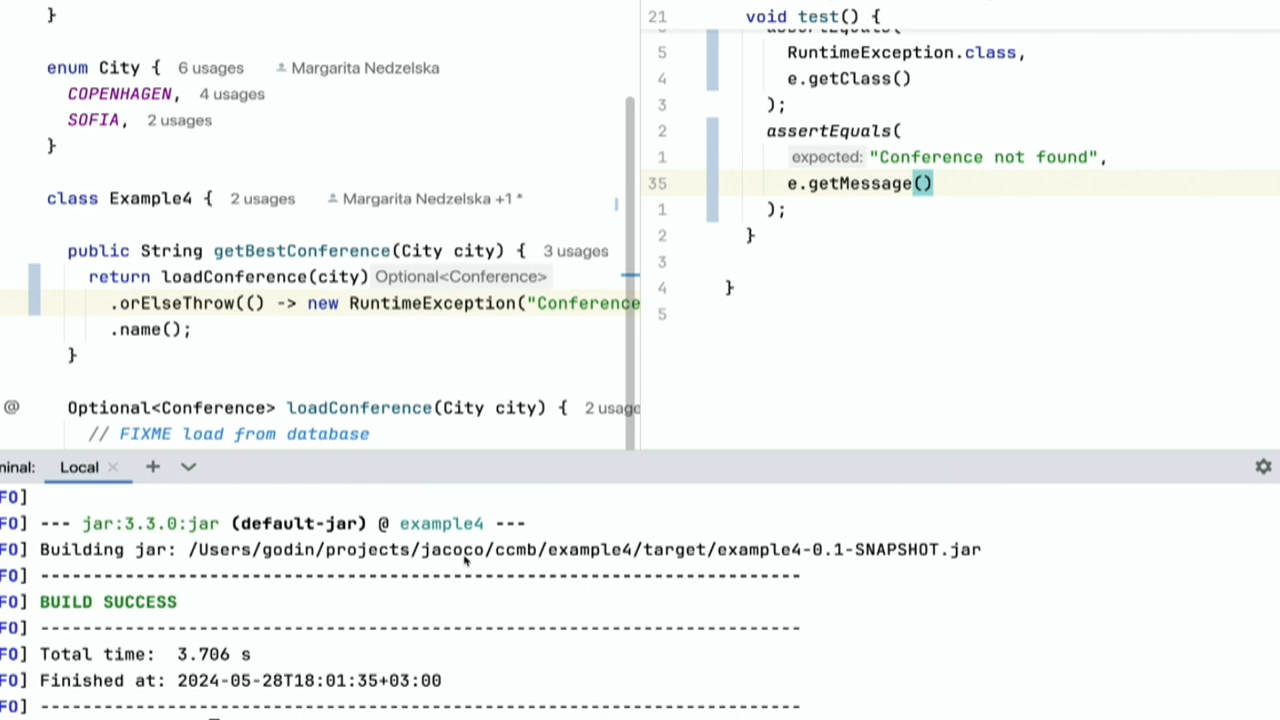 }
enum City { 6 usages Margarita Nedzelska
COPENHAGEN, 4 usages
SOFIA, 2 usages
}
class Example4 { 2 usages Margarita Nedzelska +1 *
public String getBestConference(City city) { 3 usages
return loadConference(city) Optional<Conference>
.orElseThrow(() -> new RuntimeException("Conference
.name();
}
@ Optional<Conference> loadConference(City city) { 2 usage
// FIXME load from database
21 void test() {
5 RuntimeException.class,
4 e.getClass()
3 );
2 assertEquals(
1 expected: "Conference not found",
35 e.getMessage()
1 );
2 }
3
4 }
5
minal: Local × +
FO]
FO] --- jar:3.3.0:jar (default-jar) @ example4 ---
FO] Building jar: /Users/godin/projects/jacoco/ccmb/example4/target/example4-0.1-SNAPSHOT.jar
FO] ------------------------------------------------------------------------
FO] BUILD SUCCESS
FO] ------------------------------------------------------------------------
FO] Total time:  3.706 s
FO] Finished at: 2024-05-28T18:01:35+03:00
FO] ------------------------------------------------------------------------